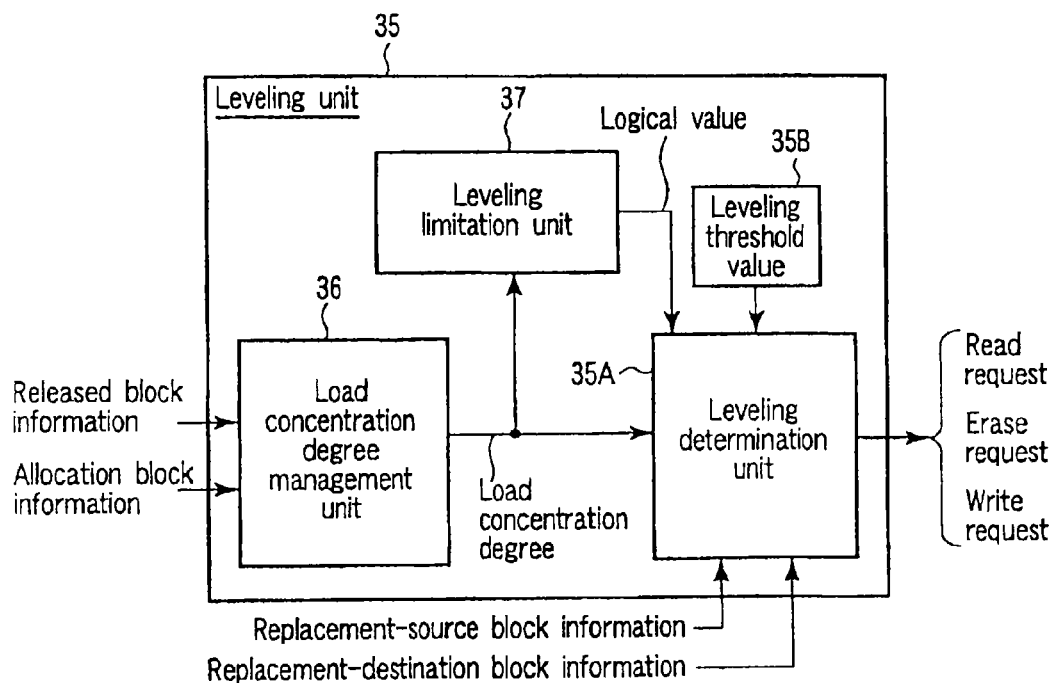 35
Leveling unit
37
Logical value
35B
Leveling
limitation unit
Leveling
threshold
value
36
Released block
information
Allocation block
information
Load
concentration
degree
management
unit
Load
concentration
degree
35A
Leveling
determination
unit
Read
request
Erase
request
Write
request
Replacement-source block information
Replacement-destination block information